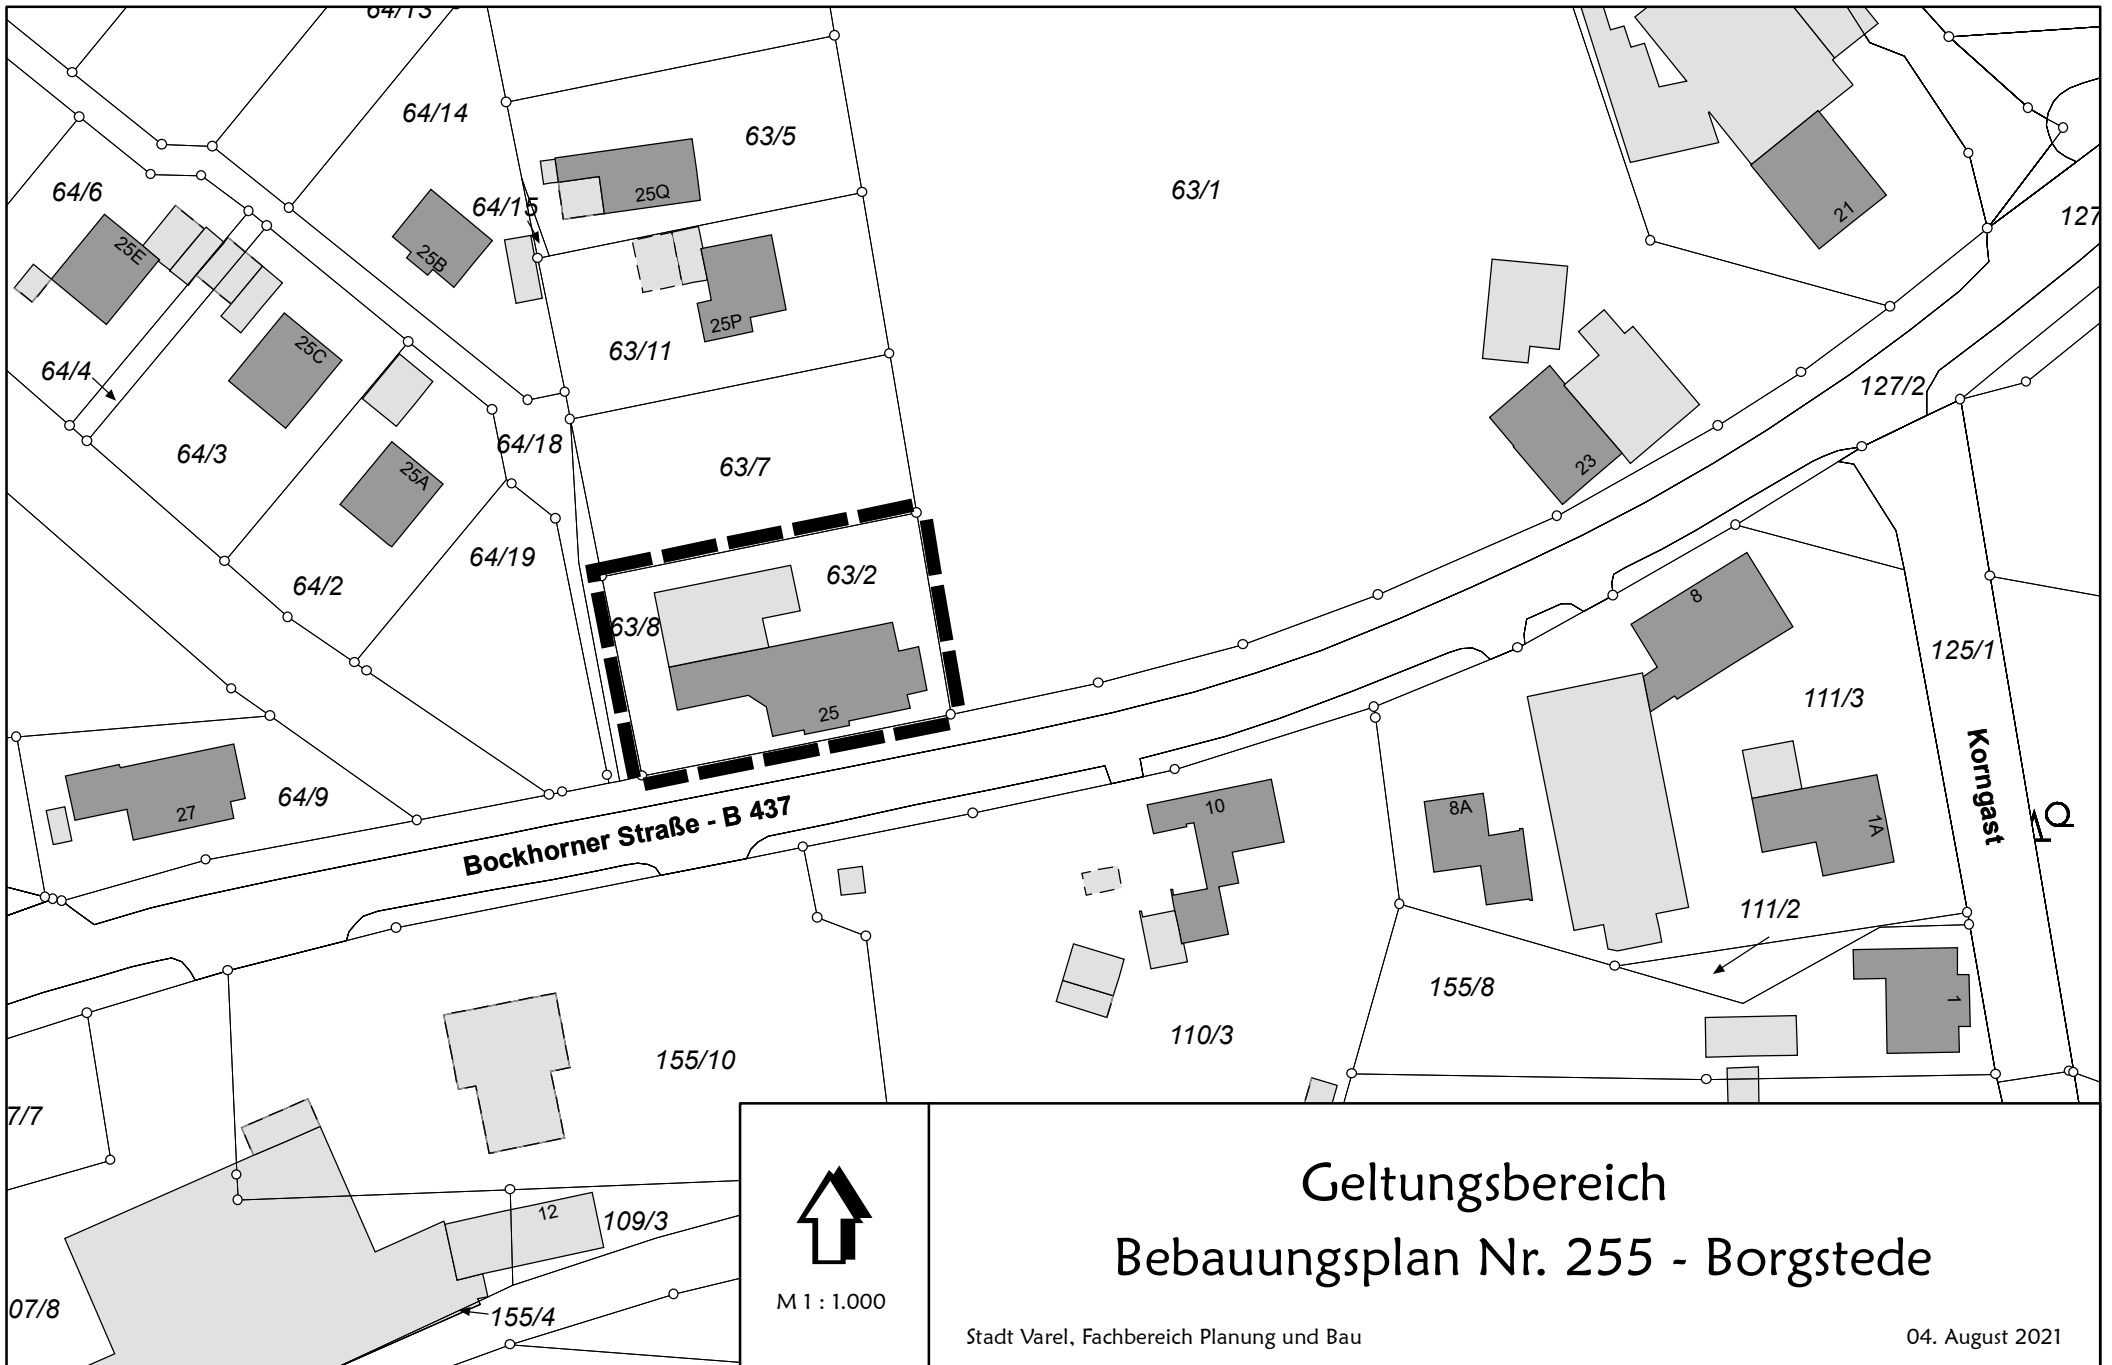 64/13
64/14
63/5
64/6
25Q
63/1
64/15
21
127
25E
25B
25P
25C
63/11
64/4
127/2
64/3
64/18
63/7
25A
23
64/19
64/2
63/2
8
63/8
125/1
111/3
25
Korngast
64/9
27
Bockhorner Straße - B 437
10
8A
1A
111/2
155/8
1
110/3
155/10
7/7
12
109/3
07/8
155/4
M 1 : 1.000
Geltungsbereich
Bebauungsplan Nr. 255 - Borgstede
Stadt Varel, Fachbereich Planung und Bau
04. August 2021